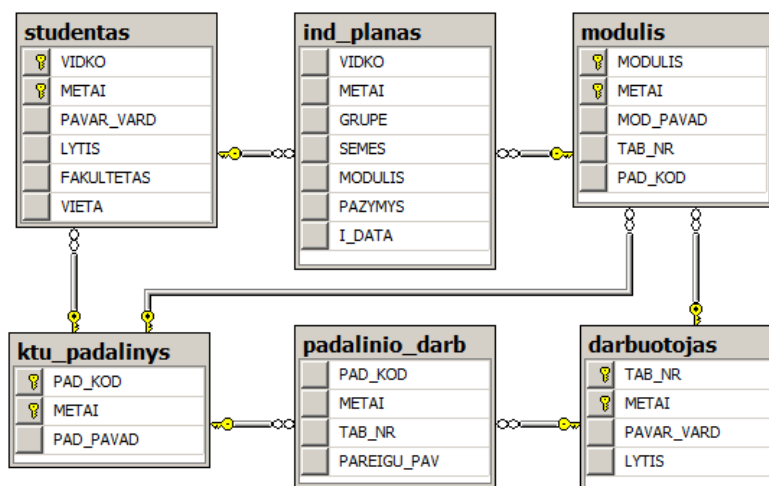 studentas
VIDKO
METAI
PAVAR_VARD
LYTIS
FAKULTETAS
VIETA
ind_planas
VIDKO
METAI
GRUPE
SEMES
MODULIS
PAZYMYS
I_DATA
modulis
MODULIS
METAI
MOD_PAVAD
TAB_NR
PAD_KOD
ktu_padalinys
PAD_KOD
METAI
PAD_PAVAD
padalinio_darb
PAD_KOD
METAI
TAB_NR
PAREIGU_PAV
darbuotojas
TAB_NR
METAI
PAVAR_VARD
LYTIS